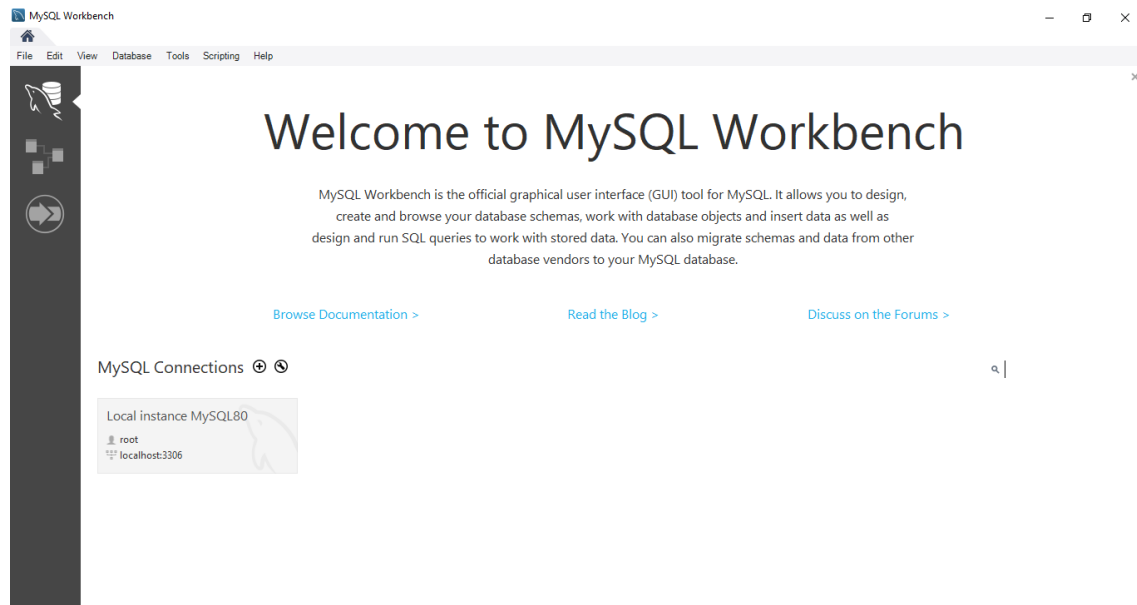 MySQL Workbench
File Edit View Database Tools Scripting Help
Welcome to MySQL Workbench
MySQL Workbench is the official graphical user interface (GUI) tool for MySQL. It allows you to design,
create and browse your database schemas, work with database objects and insert data as well as
design and run SQL queries to work with stored data. You can also migrate schemas and data from other
database vendors to your MySQL database.
Browse Documentation > Read the Blog > Discuss on the Forums >
MySQL Connections
Local instance MySQL80
root
localhost:3306